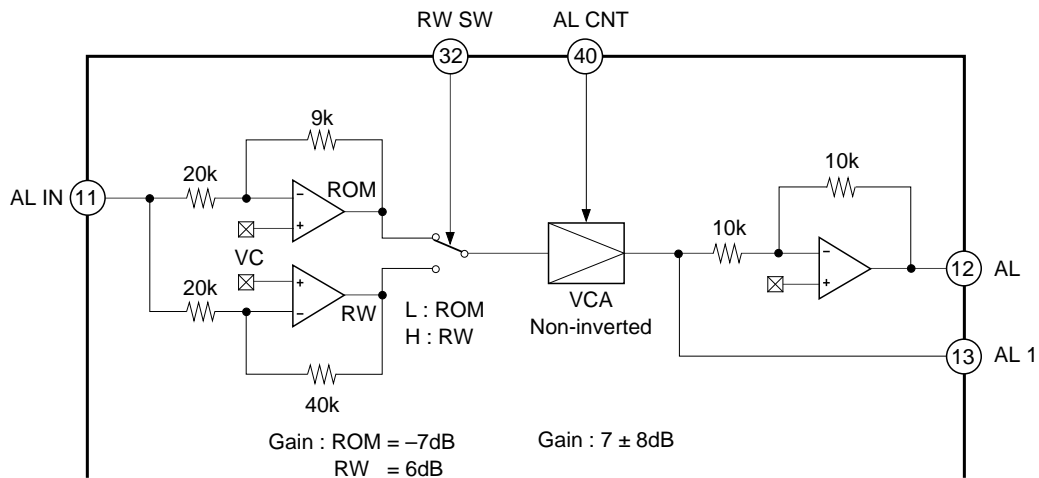 RW SW
AL CNT
32
40
9k
20k
ROM
AL IN 11
VC
20k
RW
40k
L : ROM
H : RW
VCA
Non-inverted
10k
10k
12 AL
13 AL 1
Gain : ROM = –7dB
RW = 6dB
Gain : 7 ± 8dB